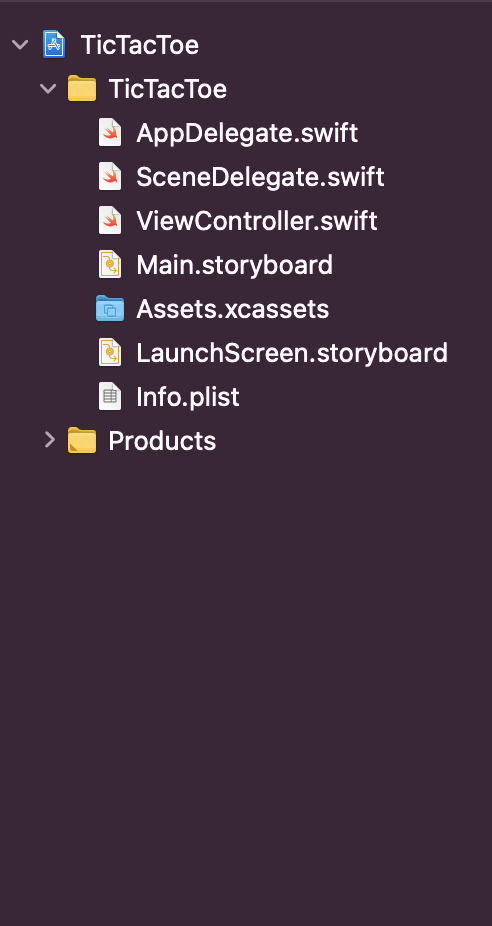 TicTacToe
TicTacToe
AppDelegate.swift
SceneDelegate.swift
ViewController.swift
Main.storyboard
Assets.xcassets
LaunchScreen.storyboard
Info.plist
Products